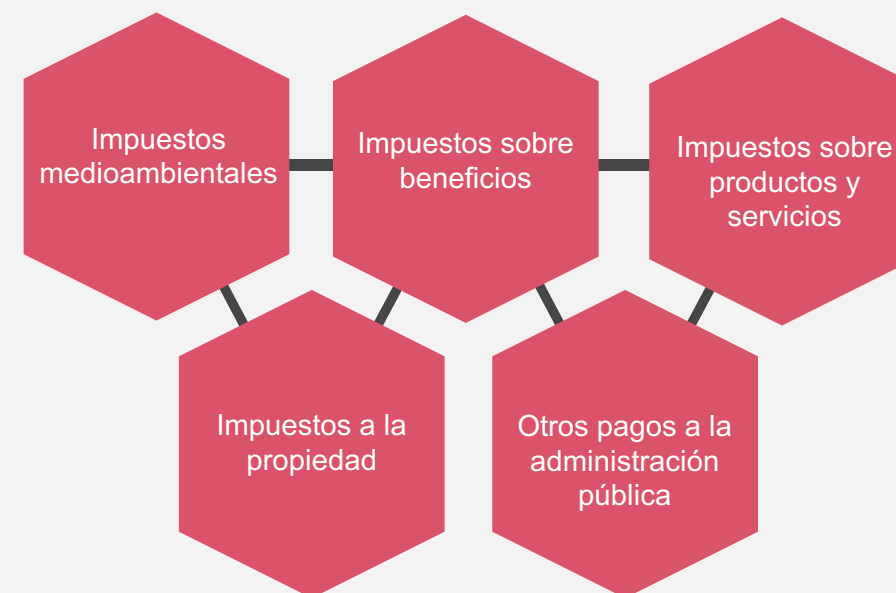 Impuestos
medioambientales
Impuestos sobre
beneficios
Impuestos sobre
productos y
servicios
Impuestos a la
propiedad
Otros pagos a la
administración
pública